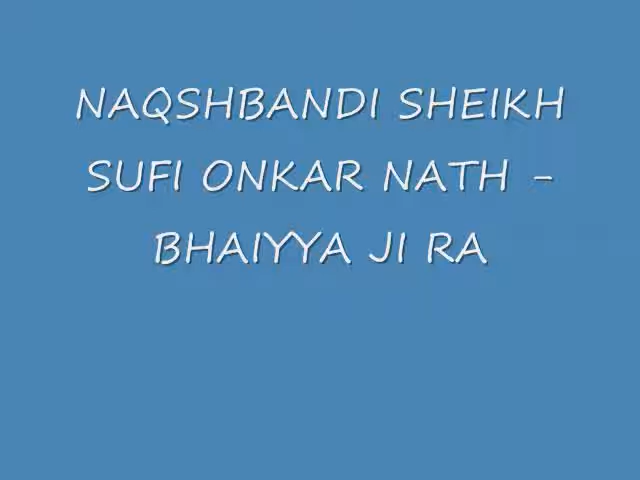 NAQSHBANDI SHEIKH
SUFI ONKAR NATH -
BHAIYYA JI RA